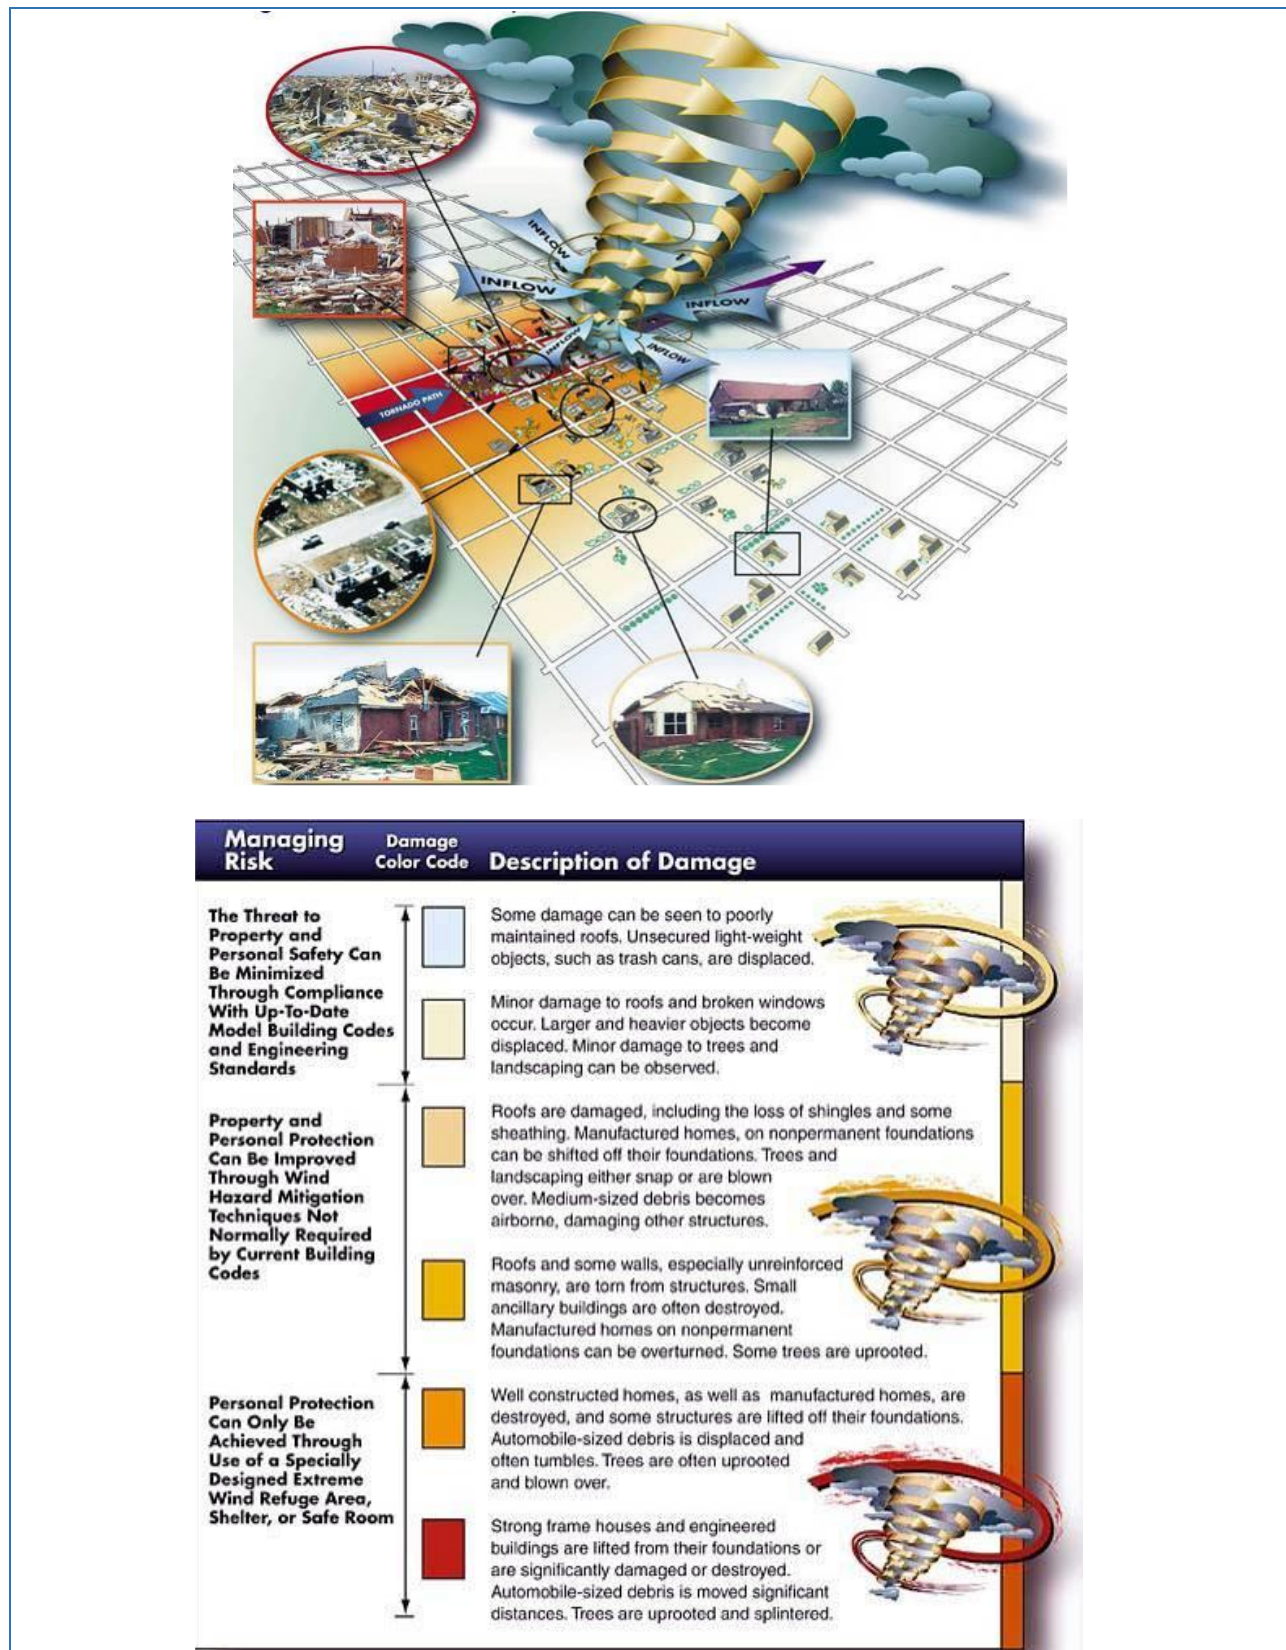 INFLOW
INFLOW
INFLOW
INFLOW
INFLOW
TORNADO PATH
Managing
Risk
Damage
Color Code
Description of Damage
The Threat to
Property and
Personal Safety Can
Be Minimized
Through Compliance
With Up-To-Date
Model Building Codes
and Engineering
Standards
Some damage can be seen to poorly
maintained roofs. Unsecured light-weight
objects, such as trash cans, are displaced.
Minor damage to roofs and broken windows
occur. Larger and heavier objects become
displaced. Minor damage to trees and
landscaping can be observed.
Property and
Personal Protection
Can Be Improved
Through Wind
Hazard Mitigation
Techniques Not
Normally Required
by Current Building
Codes
Roofs are damaged, including the loss of shingles and some
sheathing. Manufactured homes, on nonpermanent foundations
can be shifted off their foundations. Trees and
landscaping either snap or are blown
over. Medium-sized debris becomes
airborne, damaging other structures.
Roofs and some walls, especially unreinforced
masonry, are torn from structures. Small
ancillary buildings are often destroyed.
Manufactured homes on nonpermanent
foundations can be overturned. Some trees are uprooted.
Personal Protection
Can Only Be
Achieved Through
Use of a Specially
Designed Extreme
Wind Refuge Area,
Shelter, or Safe Room
Well constructed homes, as well as manufactured homes, are
destroyed, and some structures are lifted off their foundations.
Automobile-sized debris is displaced and
often tumbles. Trees are often uprooted
and blown over.
Strong frame houses and engineered
buildings are lifted from their foundations or
are significantly damaged or destroyed.
Automobile-sized debris is moved significant
distances. Trees are uprooted and splintered.